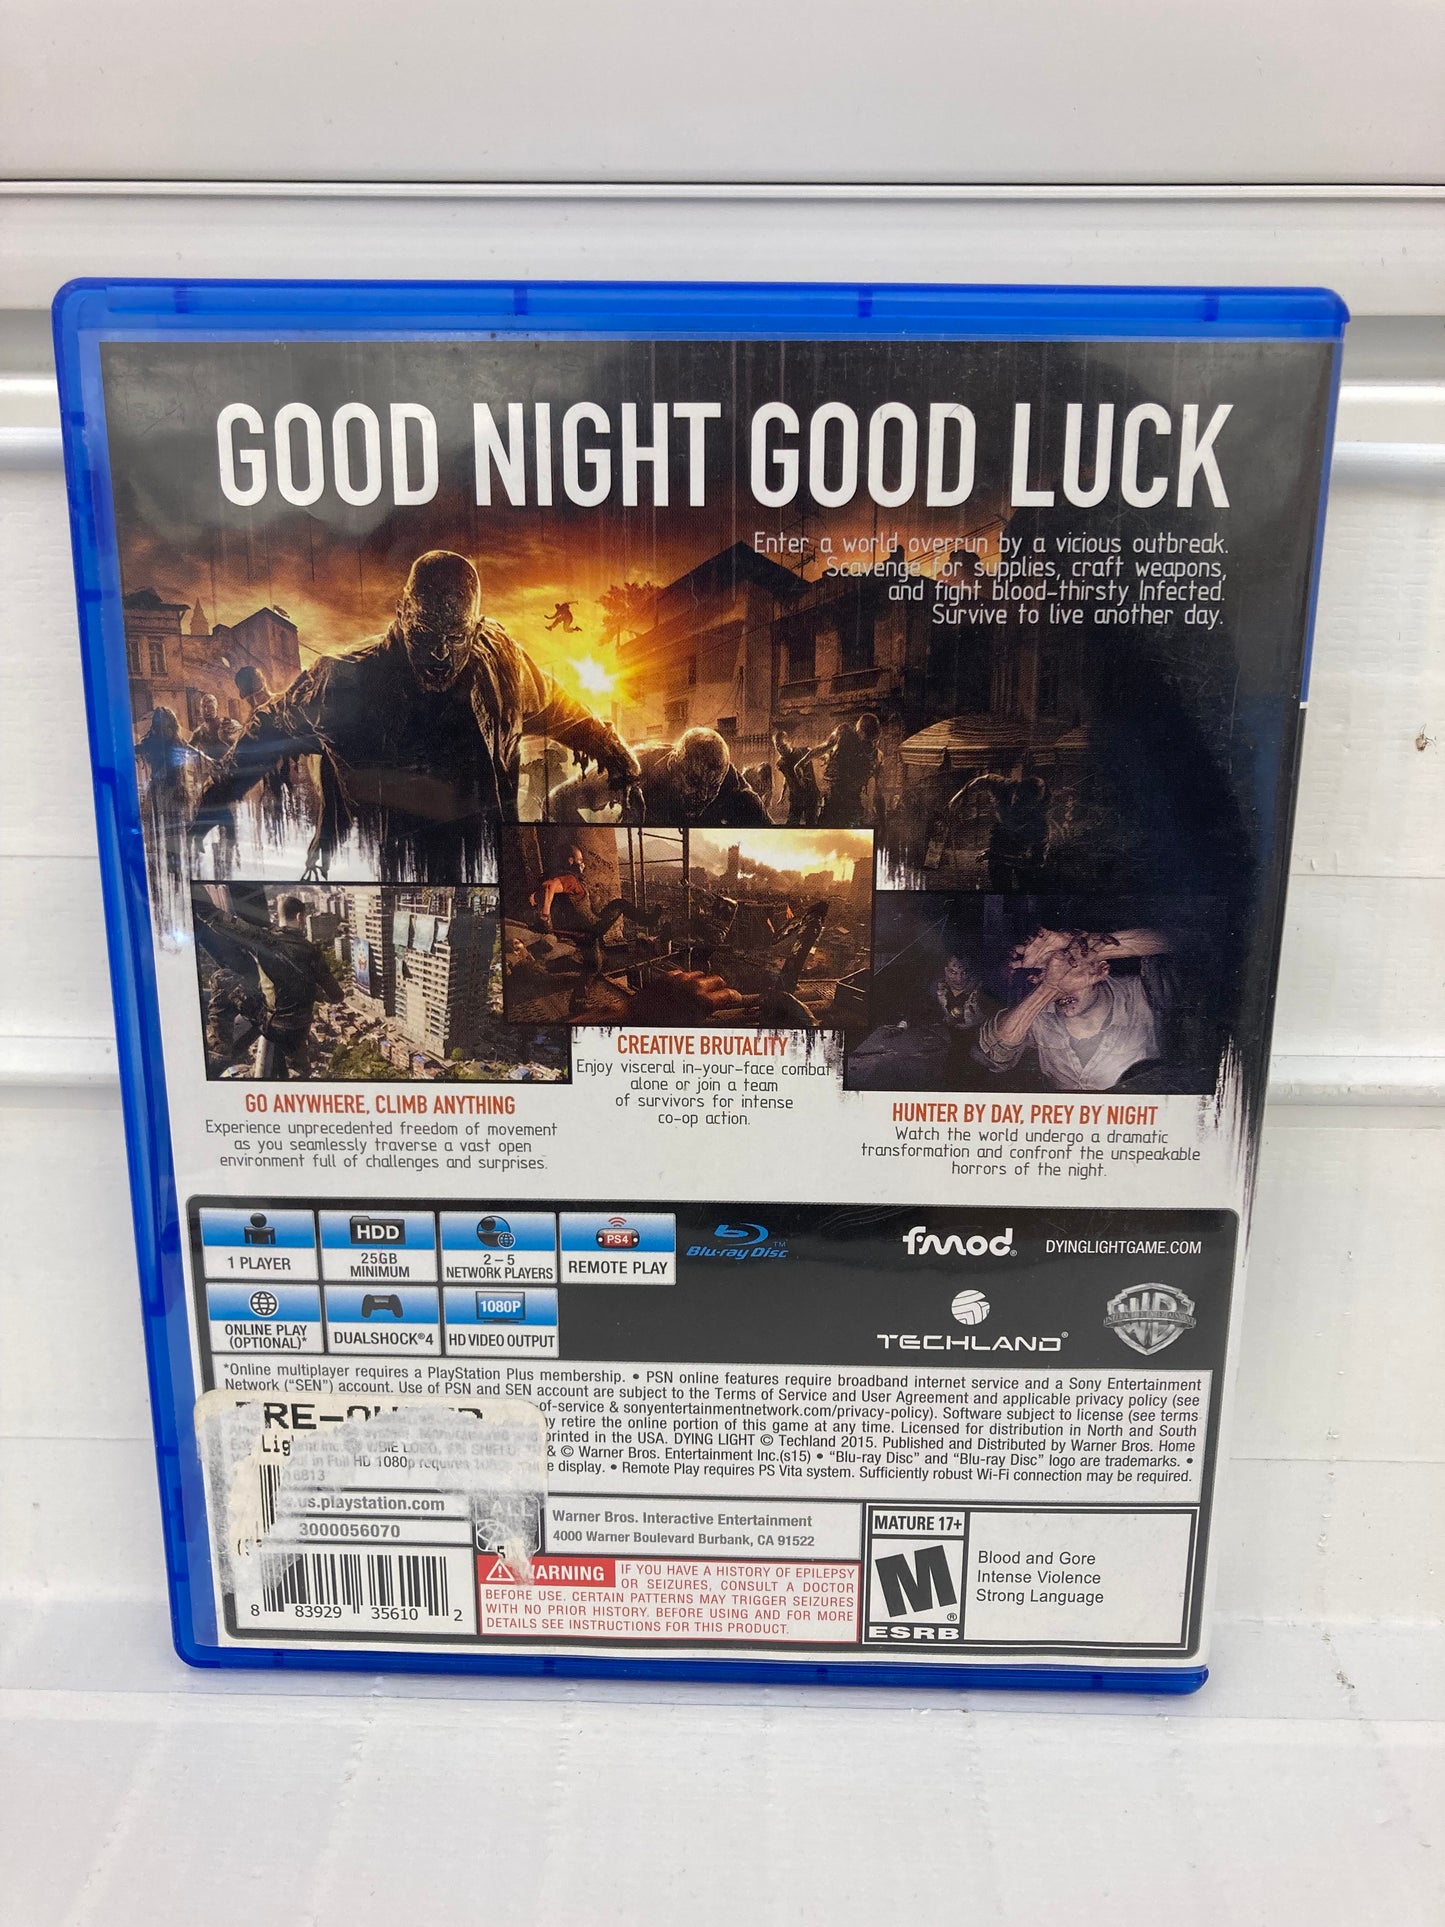 GOOD NIGHT GOOD LUCK
Enter a world overrun by a vicious outbreak.
Scavenge for supplies, craft weapons,
and fight blood-thirsty Infected.
Survive to live another day.
CREATIVE BRUTALITY
Enjoy visceral in-your-face combat
alone or join a team
of survivors for intense
co-op action.
GO ANYWHERE, CLIMB ANYTHING
Experience unprecedented freedom of movement
as you seamlessly traverse a vast open
environment full of challenges and surprises.
HUNTER BY DAY, PREY BY NIGHT
Watch the world undergo a dramatic
transformation and confront the unspeakable
horrors of the night.
1 PLAYER
HDD
25GB
MINIMUM
2 – 5
NETWORK PLAYERS
PS4
REMOTE PLAY
Blu-ray Disc™
fmod®
DYINGLIGHTGAME.COM
ONLINE PLAY
(OPTIONAL)*
DUALSHOCK®4
1080P
HD VIDEO OUTPUT
TECHLAND®
WB
*Online multiplayer requires a PlayStation Plus membership. • PSN online features require broadband internet service and a Sony Entertainment
Network (“SEN”) account. Use of PSN and SEN account are subject to the Terms of Service and User Agreement and applicable privacy policy (see
of-service & sonyentertainmentnetwork.com/privacy-policy). Software subject to license (see
retire the online portion of this game at any time. Licensed for distribution in North and South
printed in the USA. DYING LIGHT © Techland 2015. Published and Distributed by Warner Bros. Home
& © Warner Bros. Entertainment Inc.(s15) • “Blu-ray Disc” and “Blu-ray Disc” logo are trademarks. •
in Full HD 1080p requires display. • Remote Play requires PS Vita system. Sufficiently robust Wi-Fi connection may be required.
us.playstation.com
3000056070
8 83929 35610 2
Warner Bros. Interactive Entertainment
4000 Warner Boulevard Burbank, CA 91522
WARNING IF YOU HAVE A HISTORY OF EPILEPSY
OR SEIZURES, CONSULT A DOCTOR
BEFORE USE. CERTAIN PATTERNS MAY TRIGGER SEIZURES
WITH NO PRIOR HISTORY. BEFORE USING AND FOR MORE
DETAILS SEE INSTRUCTIONS FOR THIS PRODUCT.
MATURE 17+
M®
ESRB
Blood and Gore
Intense Violence
Strong Language